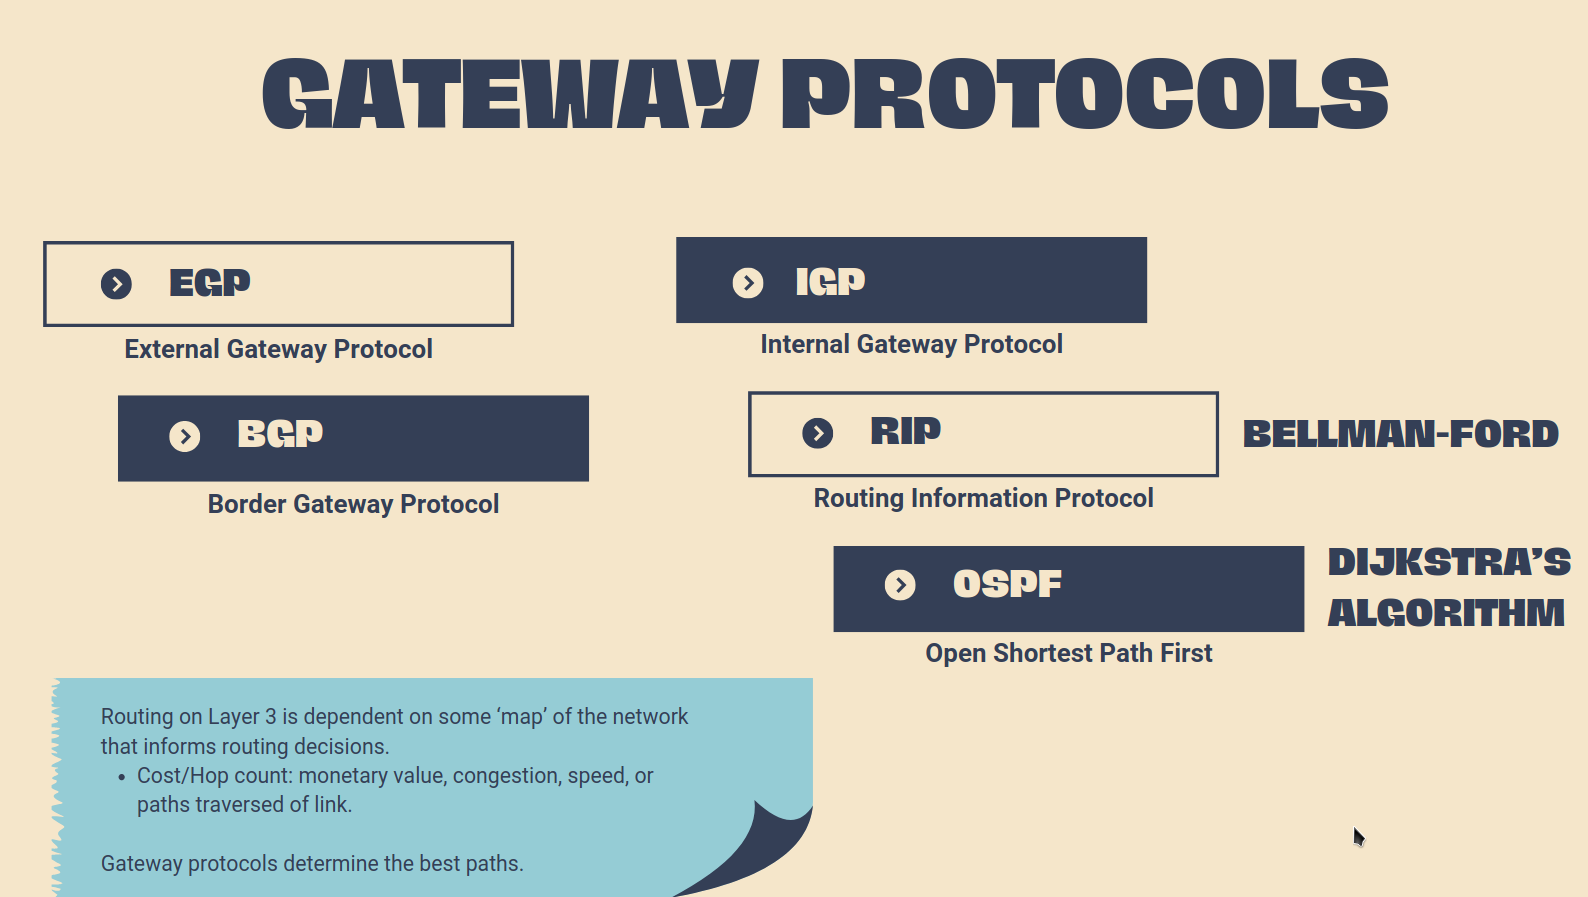 GATEWAY PROTOCOLS
EGP
External Gateway Protocol
BGP
Border Gateway Protocol
IGP
Internal Gateway Protocol
RIP
Routing Information Protocol
BELLMAN-FORD
OSPF
Open Shortest Path First
DIJKSTRA’S
ALGORITHM
Routing on Layer 3 is dependent on some ‘map’ of the network
that informs routing decisions.
• Cost/Hop count: monetary value, congestion, speed, or
paths traversed of link.
Gateway protocols determine the best paths.